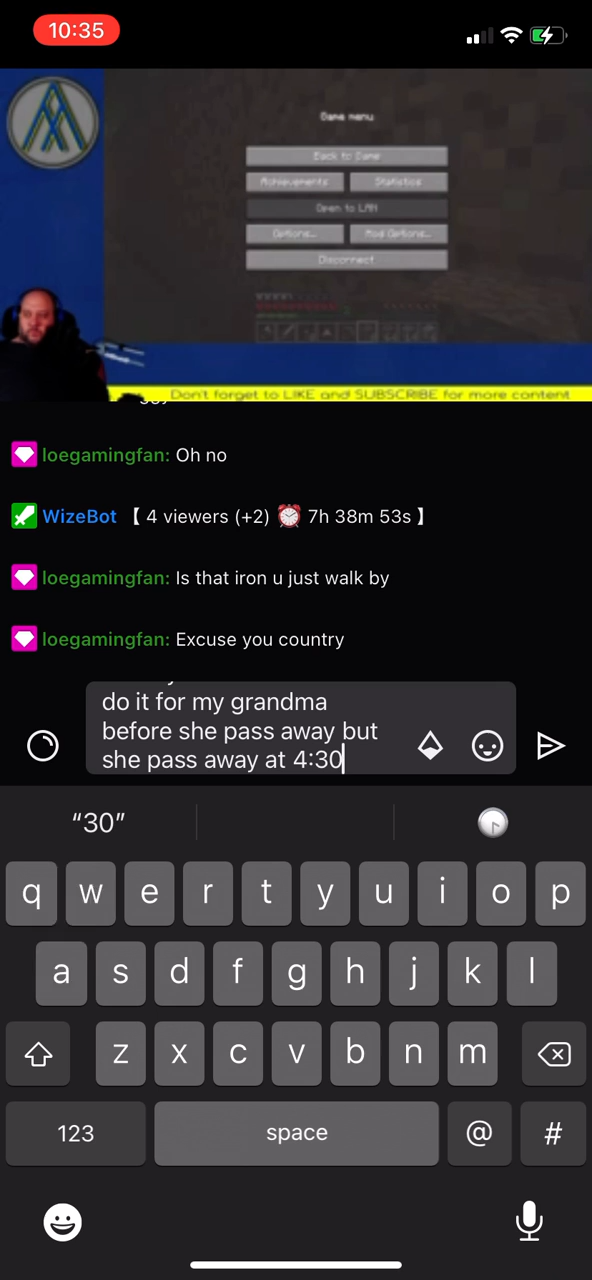 10:35
Game menu
Back to Game
Achievements Statistics
Open to LAN
Options... Mod Options...
Disconnect
Don't forget to LIKE and SUBSCRIBE for more content
loegamingfan: Oh no
WizeBot 【 4 viewers (+2) ⏰ 7h 38m 53s 】
loegamingfan: Is that iron u just walk by
loegamingfan: Excuse you country
do it for my grandma
before she pass away but
she pass away at 4:30
“30”
q w e r t y u i o p
a s d f g h j k l
z x c v b n m
123 space @ #